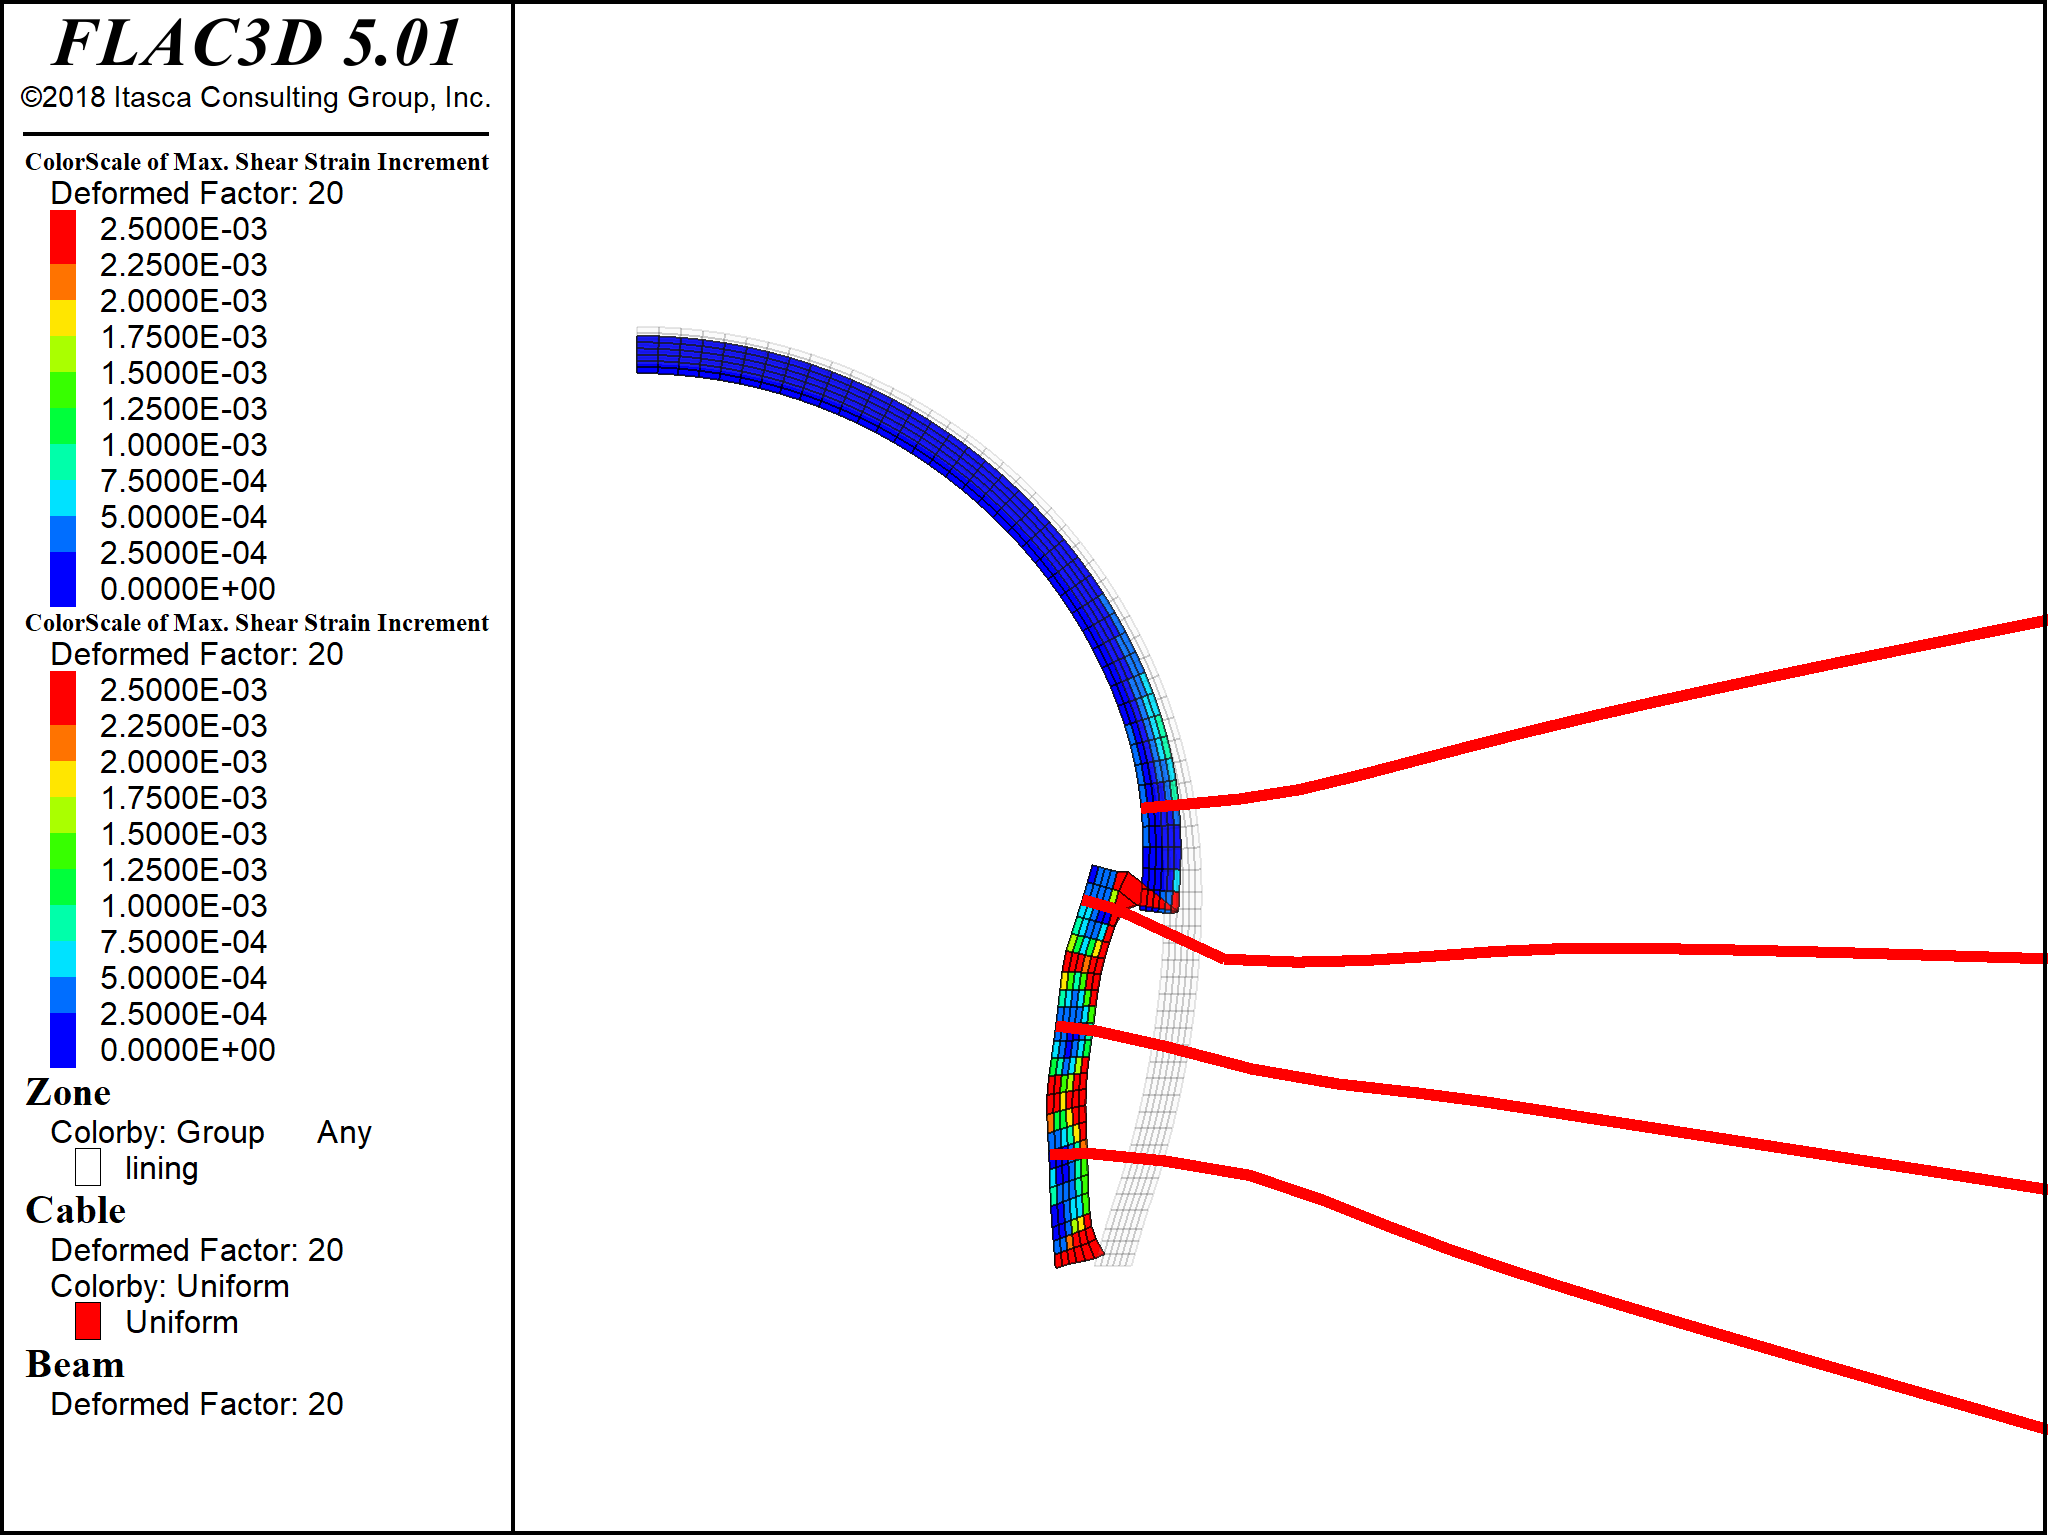 FLAC3D 5.01
©2018 Itasca Consulting Group, Inc.
ColorScale of Max. Shear Strain Increment
Deformed Factor: 20
2.5000E-03
2.2500E-03
2.0000E-03
1.7500E-03
1.5000E-03
1.2500E-03
1.0000E-03
7.5000E-04
5.0000E-04
2.5000E-04
0.0000E+00
ColorScale of Max. Shear Strain Increment
Deformed Factor: 20
2.5000E-03
2.2500E-03
2.0000E-03
1.7500E-03
1.5000E-03
1.2500E-03
1.0000E-03
7.5000E-04
5.0000E-04
2.5000E-04
0.0000E+00
Zone
Colorby: Group Any
lining
Cable
Deformed Factor: 20
Colorby: Uniform
Uniform
Beam
Deformed Factor: 20